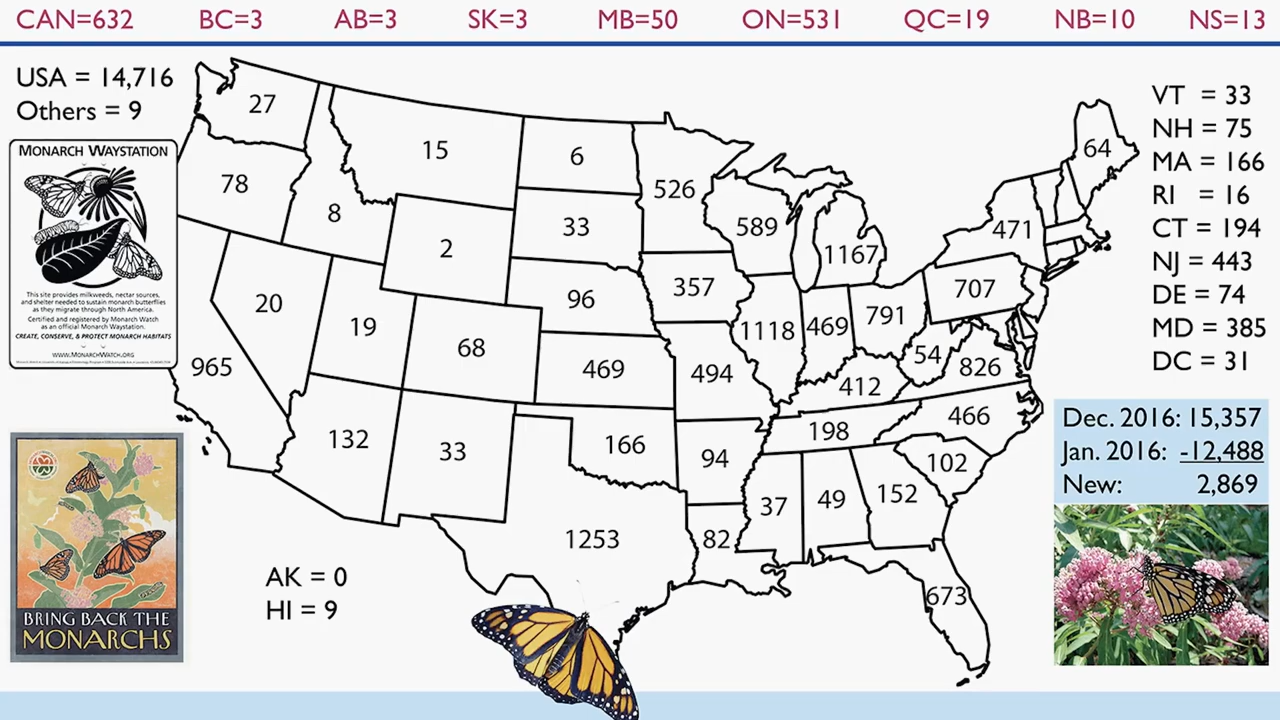 CAN=632 BC=3 AB=3 SK=3 MB=50 ON=531 QC=19 NB=10 NS=13
USA = 14,716
Others = 9
MONARCH WAYSTATION
This site provides milkweeds, nectar sources,
and shelter needed to sustain monarch butterflies
as they migrate through North America.
Certified and registered by Monarch Watch
as an official Monarch Waystation.
CREATE, CONSERVE, & PROTECT MONARCH HABITATS
WWW.MONARCHWATCH.ORG
BRING BACK THE
MONARCHS
27
15
6
526
64
78
8
33
589
1167
471
2
20
19
68
96
357
1118
469
791
707
965
469
494
54
826
412
132
33
166
198
466
94
102
37
49
152
1253
82
673
AK = 0
HI = 9
VT = 33
NH = 75
MA = 166
RI = 16
CT = 194
NJ = 443
DE = 74
MD = 385
DC = 31
Dec. 2016: 15,357
Jan. 2016: -12,488
New: 2,869